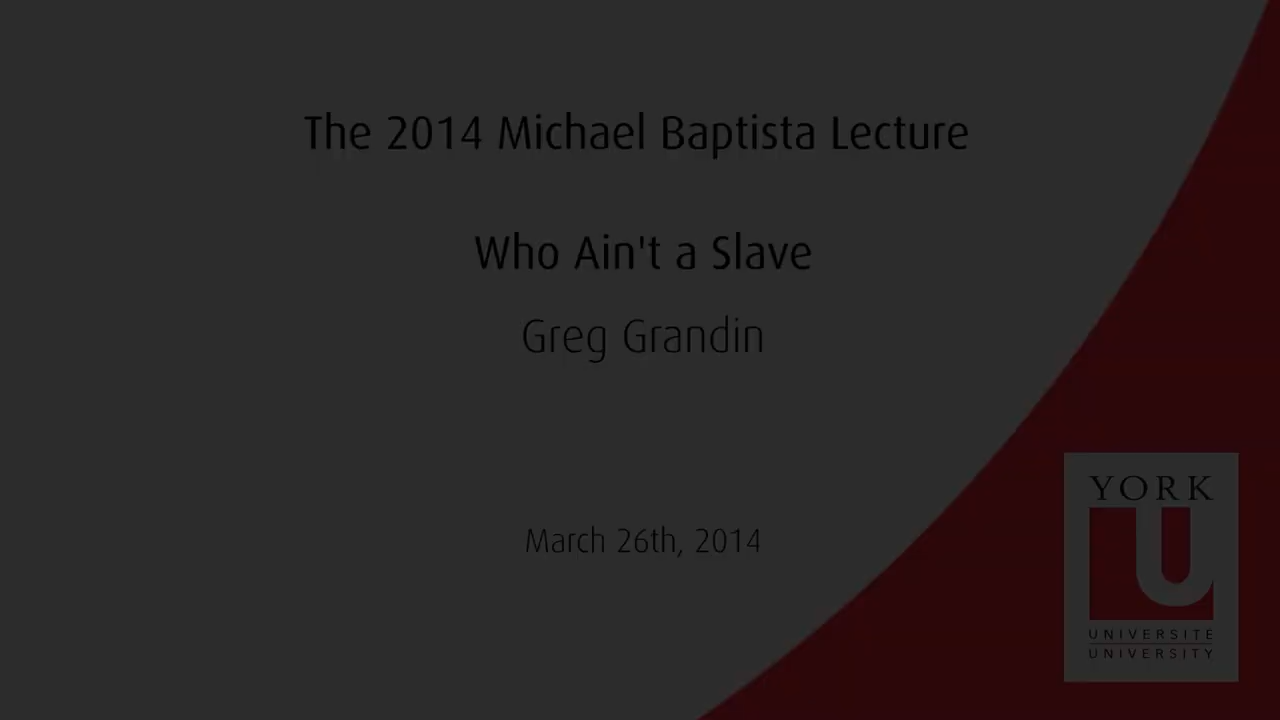 The 2014 Michael Baptista Lecture
Who Ain't a Slave
Greg Grandin
March 26th, 2014
YORK
U
UNIVERSITÉ
UNIVERSITY